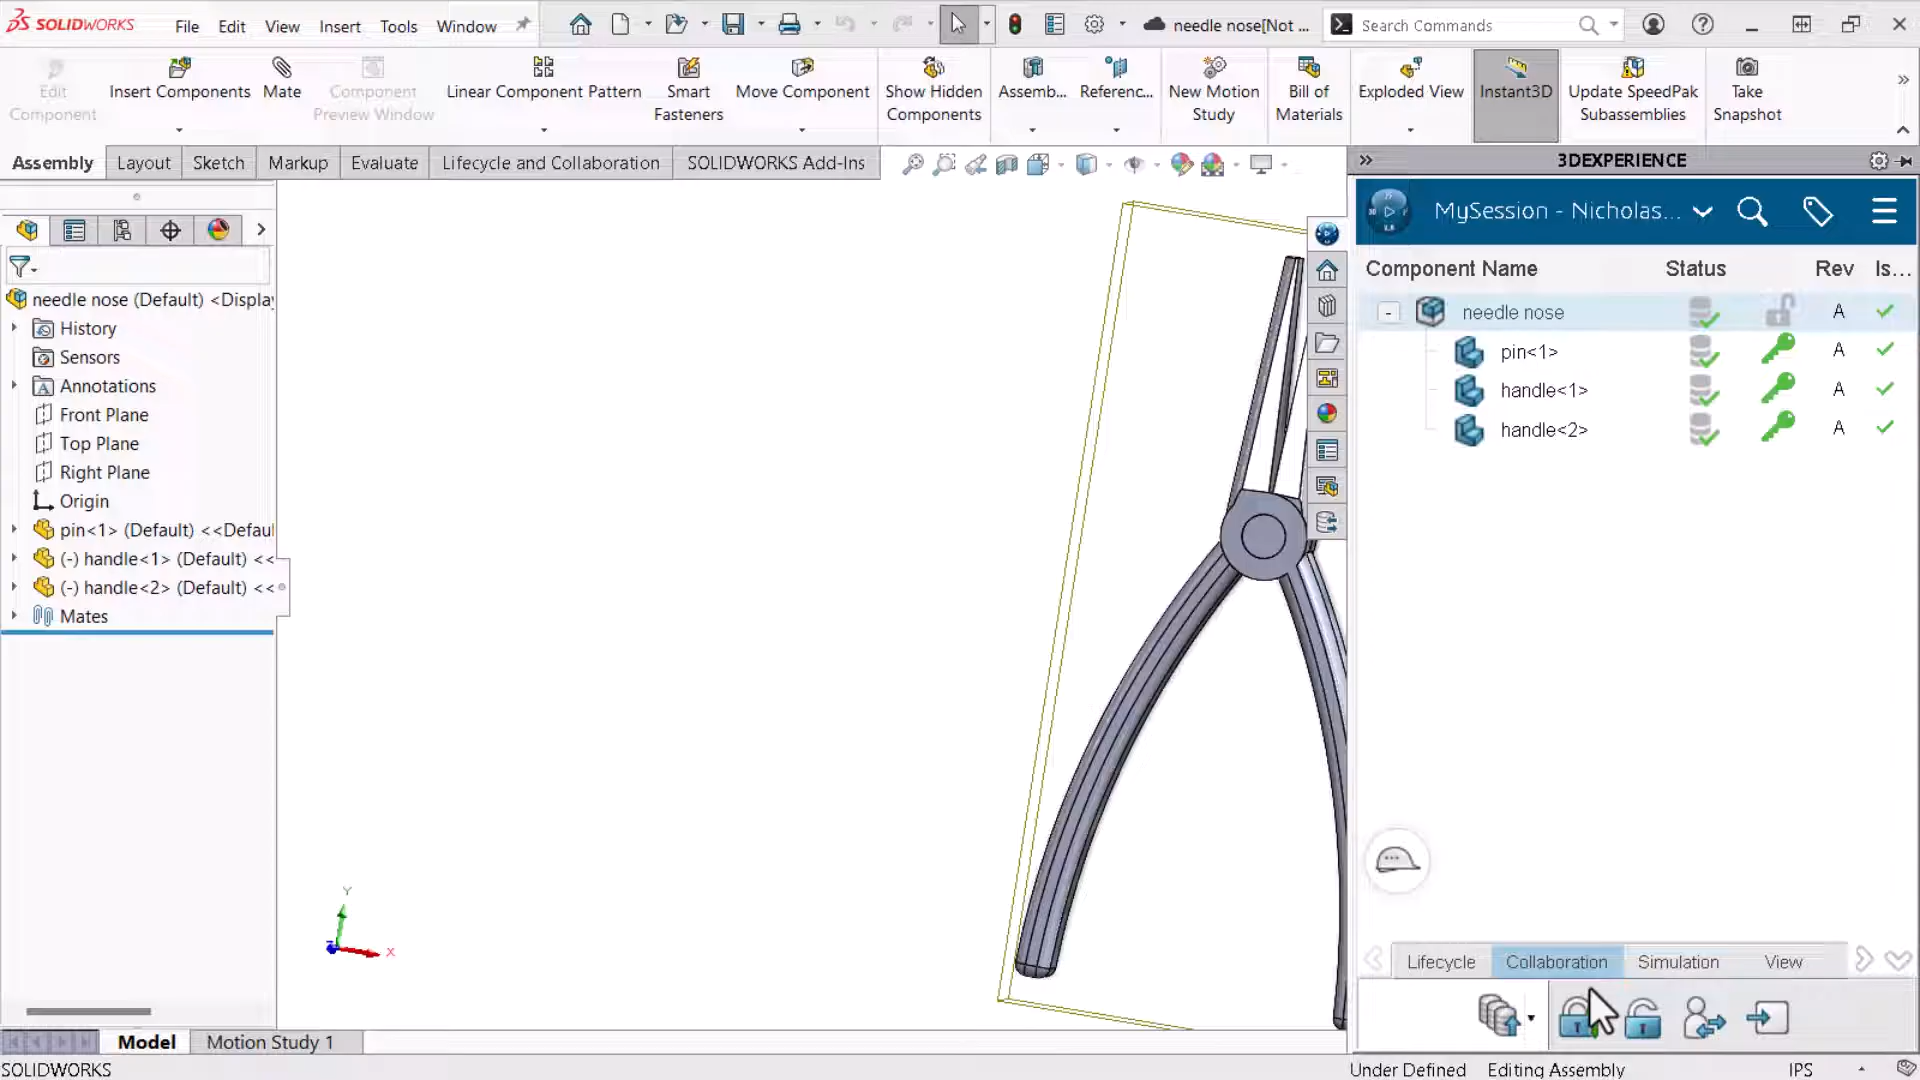 SOLIDWORKS File Edit View Insert Tools Window needle nose[Not ... Search Commands
Edit Component
Insert Components
Mate
Component Preview Window
Linear Component Pattern
Smart Fasteners
Move Component
Show Hidden Components
Assemb...
Referenc...
New Motion Study
Bill of Materials
Exploded View
Instant3D
Update SpeedPak Subassemblies
Take Snapshot
Assembly Layout Sketch Markup Evaluate Lifecycle and Collaboration SOLIDWORKS Add-Ins
3DEXPERIENCE
MySession - Nicholas...
Component Name Status Rev Is...
needle nose A
pin<1> A
handle<1> A
handle<2> A
needle nose (Default) <Display
History
Sensors
Annotations
Front Plane
Top Plane
Right Plane
Origin
pin<1> (Default) <<Defaul
(-) handle<1> (Default) <<
(-) handle<2> (Default) <<
Mates
Y
X
Z
Lifecycle Collaboration Simulation View
Model Motion Study 1
SOLIDWORKS Under Defined Editing Assembly IPS